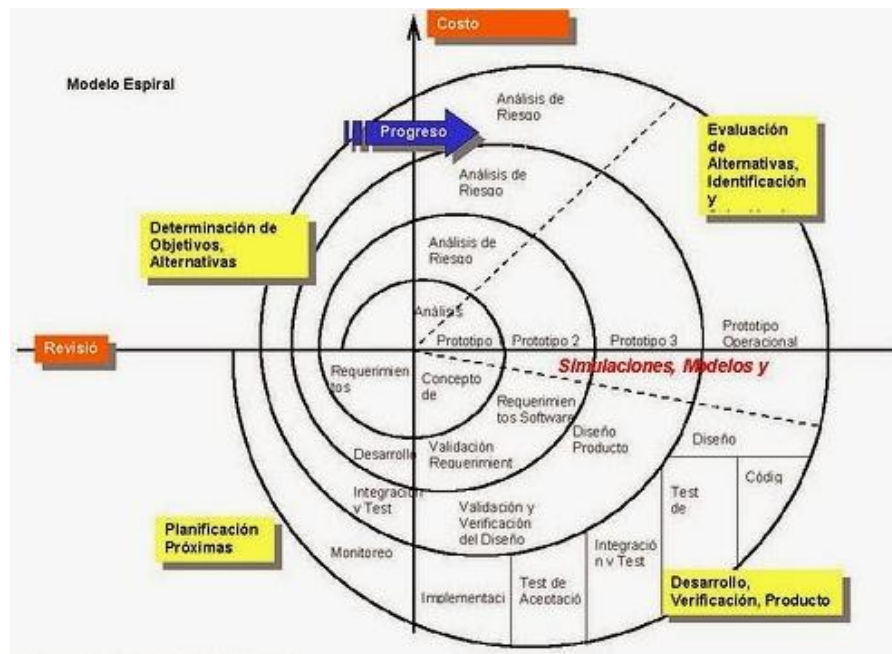 Costo
Modelo Espiral
Análisis de
Riesgo
Progreso
Evaluación
de
Alternativas,
Identificación
y
Análisis de
Riesgo
Determinación de
Objetivos,
Alternativas
Análisis de
Riesgo
Análisis
Revisió
Prototipo
Prototipo 2
Prototipo 3
Prototipo
Operacional
Simulaciones, Modelos y
Requerimien
tos
Concepto
de
Requerimien
tos Software
Diseño
Producto
Diseño
Desarrollo
Validación
Requerimient
Integración
y Test
Validación y
Verificación
del Diseño
Integració
n y Test
Test
de
Códig
Planificación
Próximas
Monitoreo
Implementaci
Test de
Aceptació
Desarrollo,
Verificación, Producto